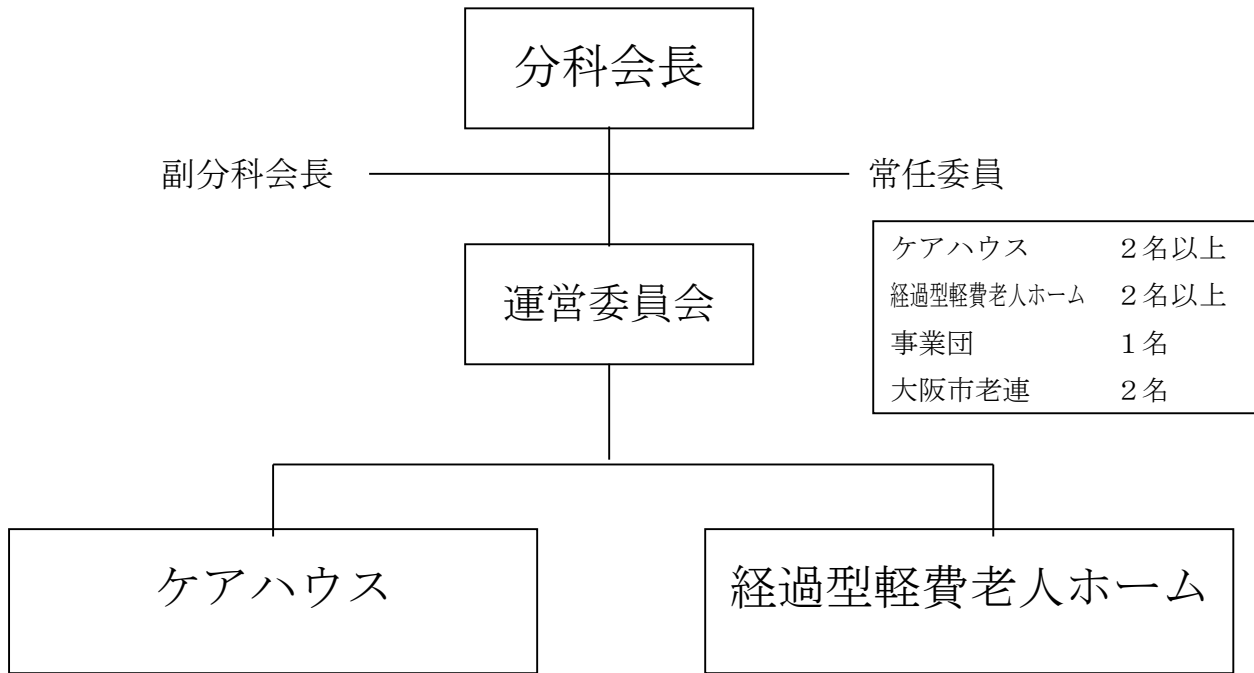 分科会長
副分科会長
常任委員
運営委員会
ケアハウス ２名以上
経過型軽費老人ホーム ２名以上
事業団 １名
大阪市老連 ２名
ケアハウス
経過型軽費老人ホーム